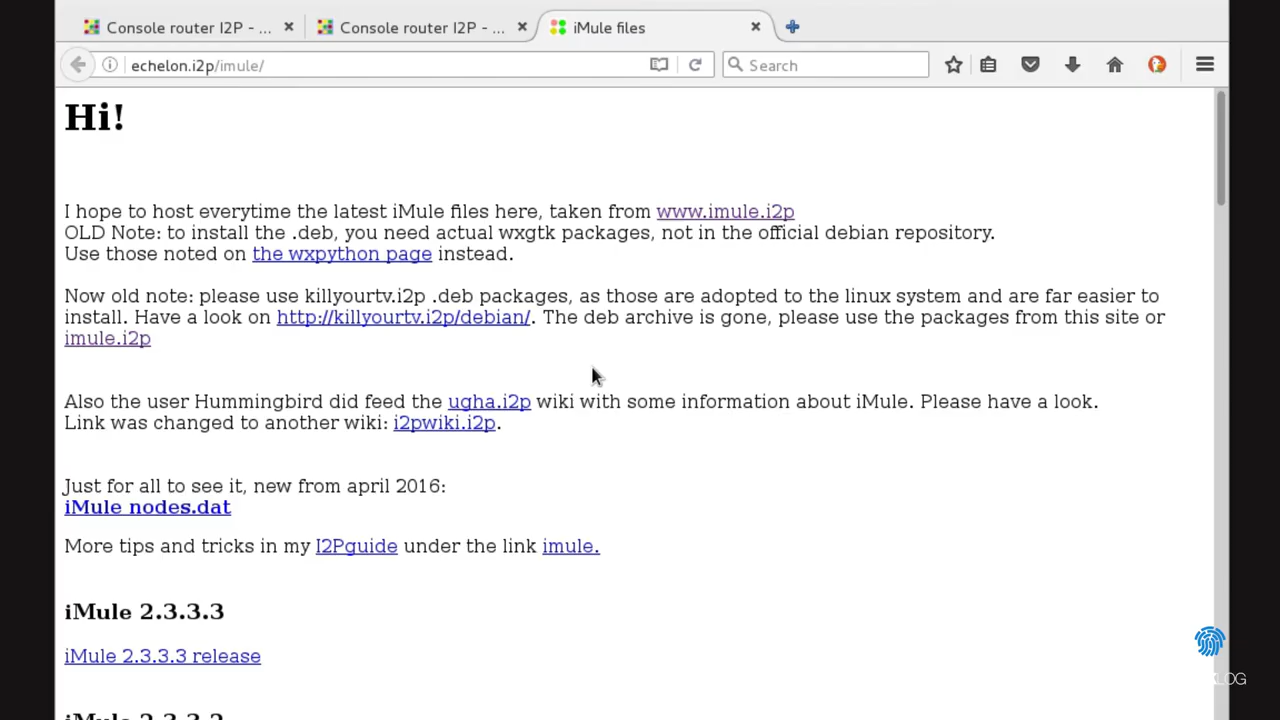 Console router I2P - ...
Console router I2P - ...
iMule files
echelon.i2p/imule/
Search
Hi!
I hope to host everytime the latest iMule files here, taken from www.imule.i2p
OLD Note: to install the .deb, you need actual wxgtk packages, not in the official debian repository.
Use those noted on the wxpython page instead.
Now old note: please use killyourtv.i2p .deb packages, as those are adopted to the linux system and are far easier to
install. Have a look on http://killyourtv.i2p/debian/. The deb archive is gone, please use the packages from this site or
imule.i2p
Also the user Hummingbird did feed the ugha.i2p wiki with some information about iMule. Please have a look.
Link was changed to another wiki: i2pwiki.i2p.
Just for all to see it, new from april 2016:
iMule nodes.dat
More tips and tricks in my I2Pguide under the link imule.
iMule 2.3.3.3
iMule 2.3.3.3 release
iMule 2.3.3.2
LOG